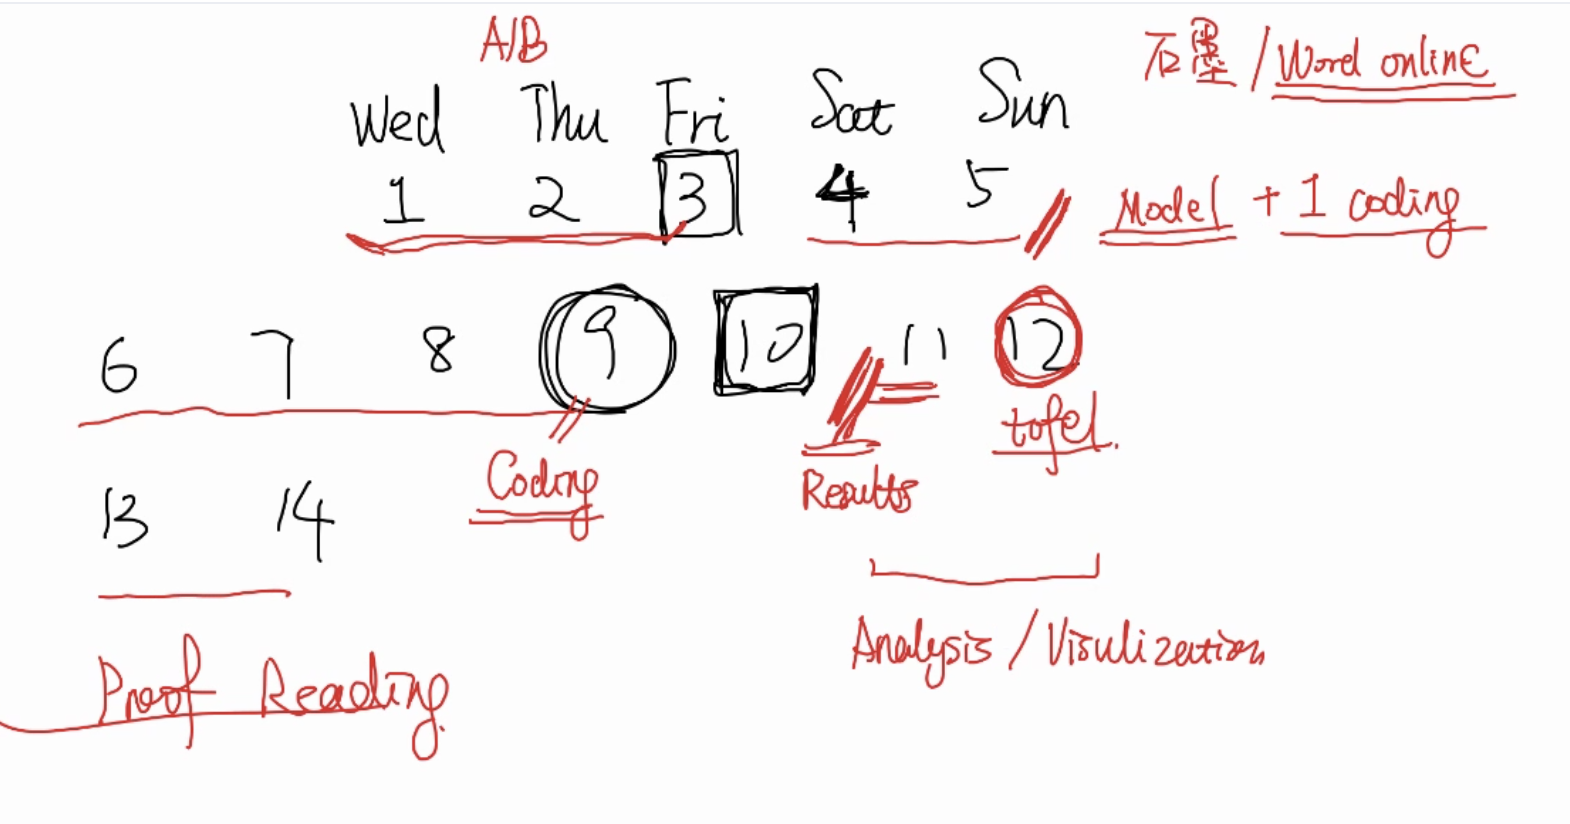 A/B
石墨 / Word online
Wed Thu Fri Sat Sun
1 2 3 4 5
Model + 1 coding
6 7 8 9 10 11 12
Coding
Results
tofel.
13 14
Analysis / Visulization
Proof Reading.